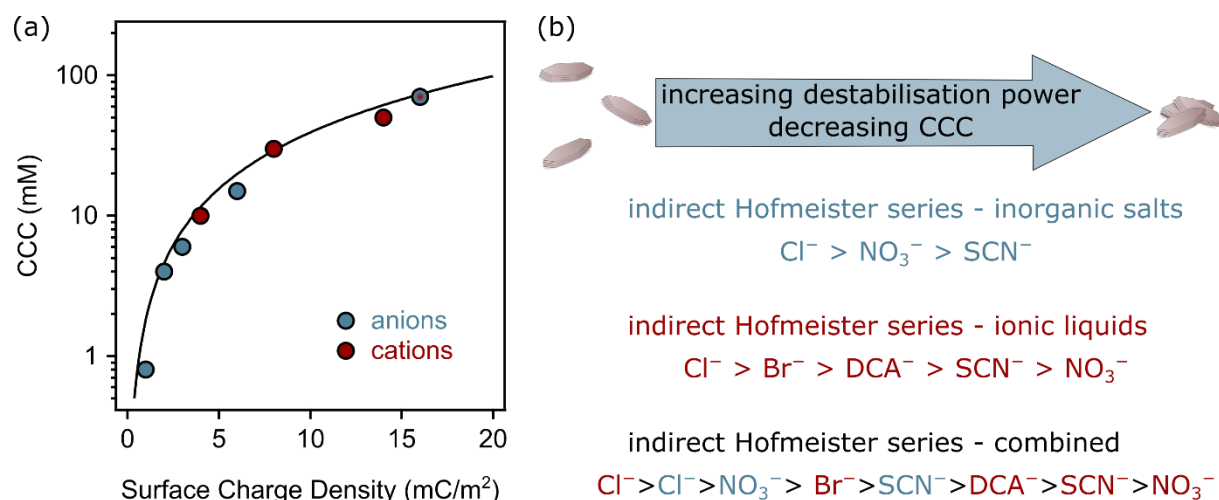 (a)
CCC (mM)
100
10
1
0
5
10
15
20
anions
cations
Surface Charge Density (mC/m²)
(b)
increasing destabilisation power
decreasing CCC
indirect Hofmeister series - inorganic salts
Cl⁻ > NO₃⁻ > SCN⁻
indirect Hofmeister series - ionic liquids
Cl⁻ > Br⁻ > DCA⁻ > SCN⁻ > NO₃⁻
indirect Hofmeister series - combined
Cl⁻>Cl⁻>NO₃⁻> Br⁻>SCN⁻>DCA⁻>SCN⁻>NO₃⁻